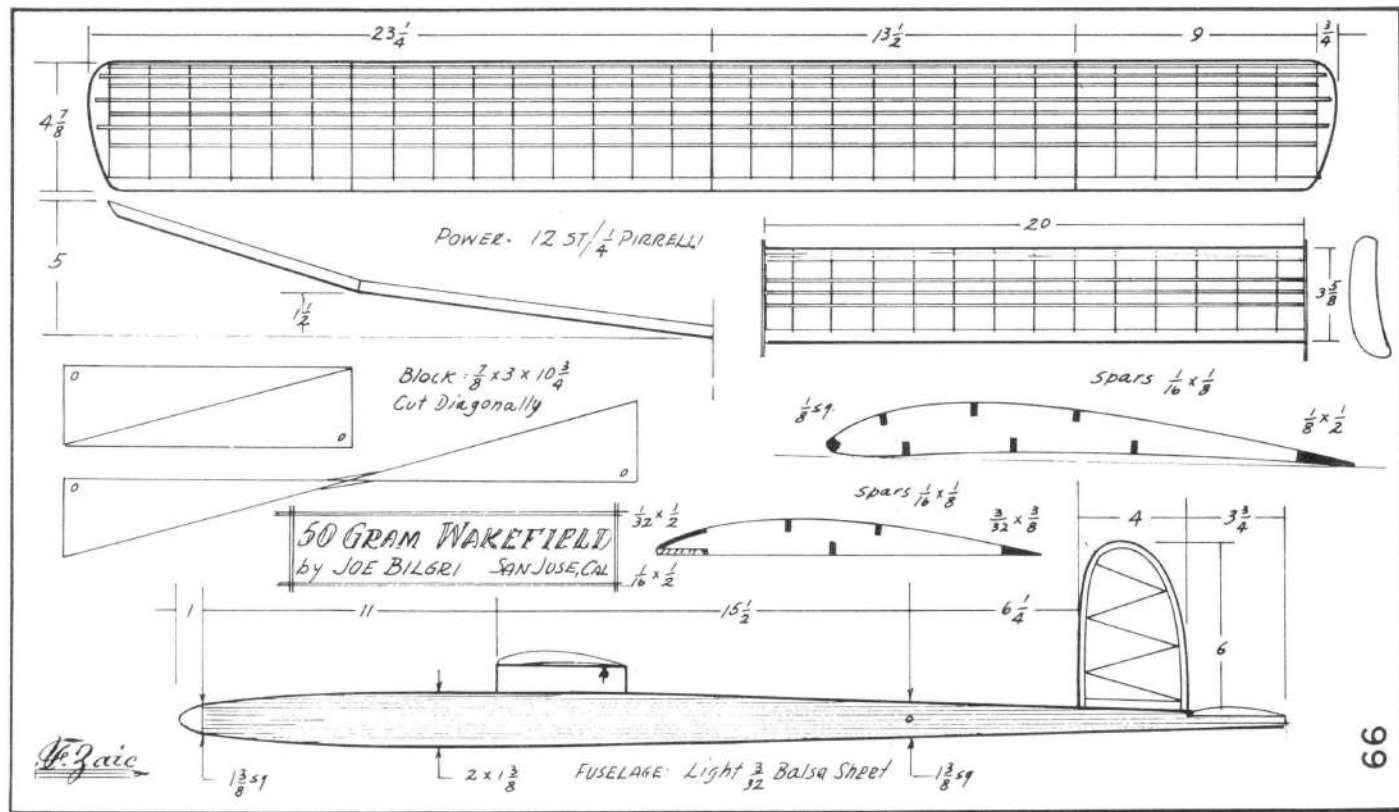 23 1/4
13 1/2
9
3/4
4 7/8
5
POWER. 12 ST/ 1/4 PIRRELLI
1 1/2
20
3 5/8
BLOCK: 7/8 x 3 x 10 3/4
Cut Diagonally
spars 1/16 x 1/8
1/8 sq.
1/8 x 1/2
spars 1/16 x 1/8
1/32 x 1/2
3/32 x 3/8
1/16 x 1/2
50 GRAM WAKEFIELD
by JOE BILGRI SAN JUSE, CAL
4
3 3/4
1
11
15 1/2
6 1/4
6
1 3/8 sq
2 x 1 3/8
FUSELAGE: Light 3/32 Balsa Sheet
1 3/8 sq
F. Zaic
66